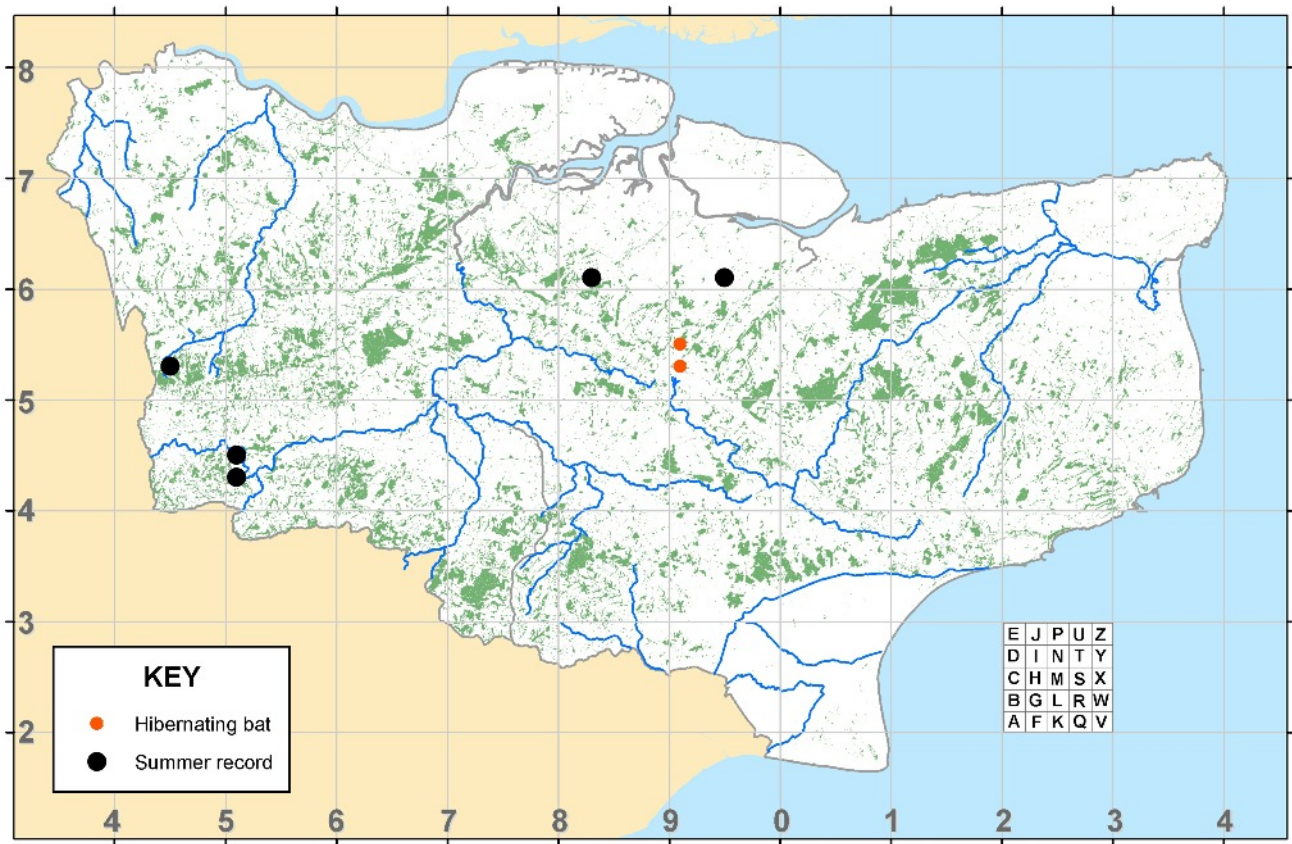 8
7
6
5
4
3
2
KEY
Hibernating bat
Summer record
E J P U Z
D I N T Y
C H M S X
B G L R W
A F K Q V
4 5 6 7 8 9 0 1 2 3 4